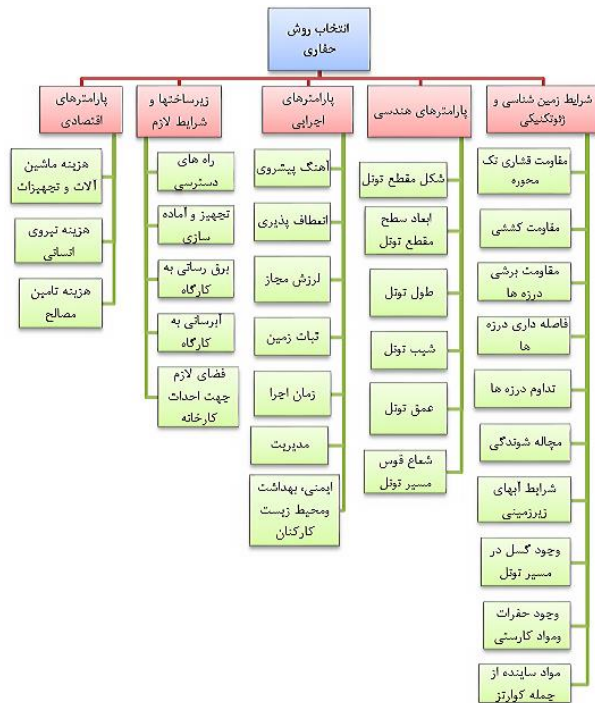 انتخاب روش
حفاری
شرایط زمین شناسی و
ژئوتکنیکی
مقاومت فشاری تک
محوره
مقاومت کششی
مقاومت برشی
درزه ها
فاصله داری درزه
ها
تداوم درزه ها
مچاله شوندگی
شرایط آبهای
زیرزمینی
وجود گسل در
مسیر تونل
وجود حفرات
ومواد کارستی
مواد ساینده از
جمله کوارتز
پارامترهای هندسی
شکل مقطع تونل
ابعاد سطح
مقطع تونل
طول تونل
شیب تونل
عمق تونل
شعاع قوس
مسیر تونل
پارامترهای
اجرایی
آهنگ پیشروی
انعطاف پذیری
لرزش مجاز
ثبات زمین
زمان اجرا
مدیریت
ایمنی، بهداشت
ومحیط زیست
کارکنان
زیرساختها و
شرایط لازم
راه های
دسترسی
تجهیز و آماده
سازی
برق رسانی به
کارگاه
آبرسانی به
کارگاه
فضای لازم
جهت احداث
کارخانه
پارامترهای
اقتصادی
هزینه ماشین
آلات و تجهیزات
هزینه نیروی
انسانی
هزینه تامین
مصالح